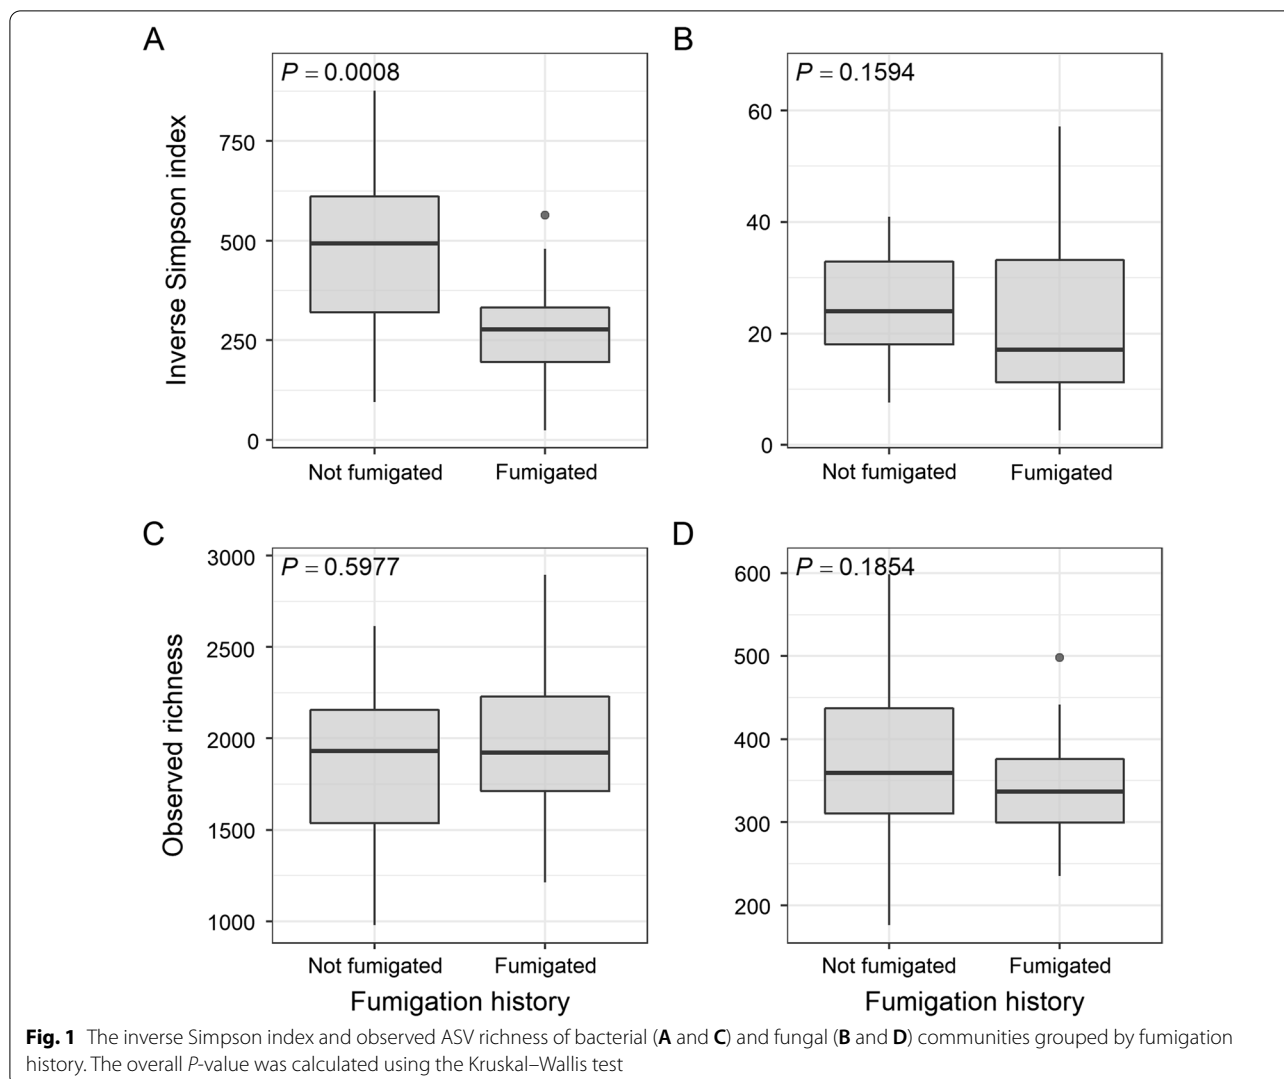 A
B
P = 0.0008
P = 0.1594
Inverse Simpson index
750
500
250
0
60
40
20
0
Not fumigated
Fumigated
Not fumigated
Fumigated
C
D
P = 0.5977
P = 0.1854
Observed richness
3000
2500
2000
1500
1000
600
500
400
300
200
Not fumigated
Fumigated
Not fumigated
Fumigated
Fumigation history
Fumigation history
Fig. 1 The inverse Simpson index and observed ASV richness of bacterial (A and C) and fungal (B and D) communities grouped by fumigation
history. The overall P-value was calculated using the Kruskal–Wallis test